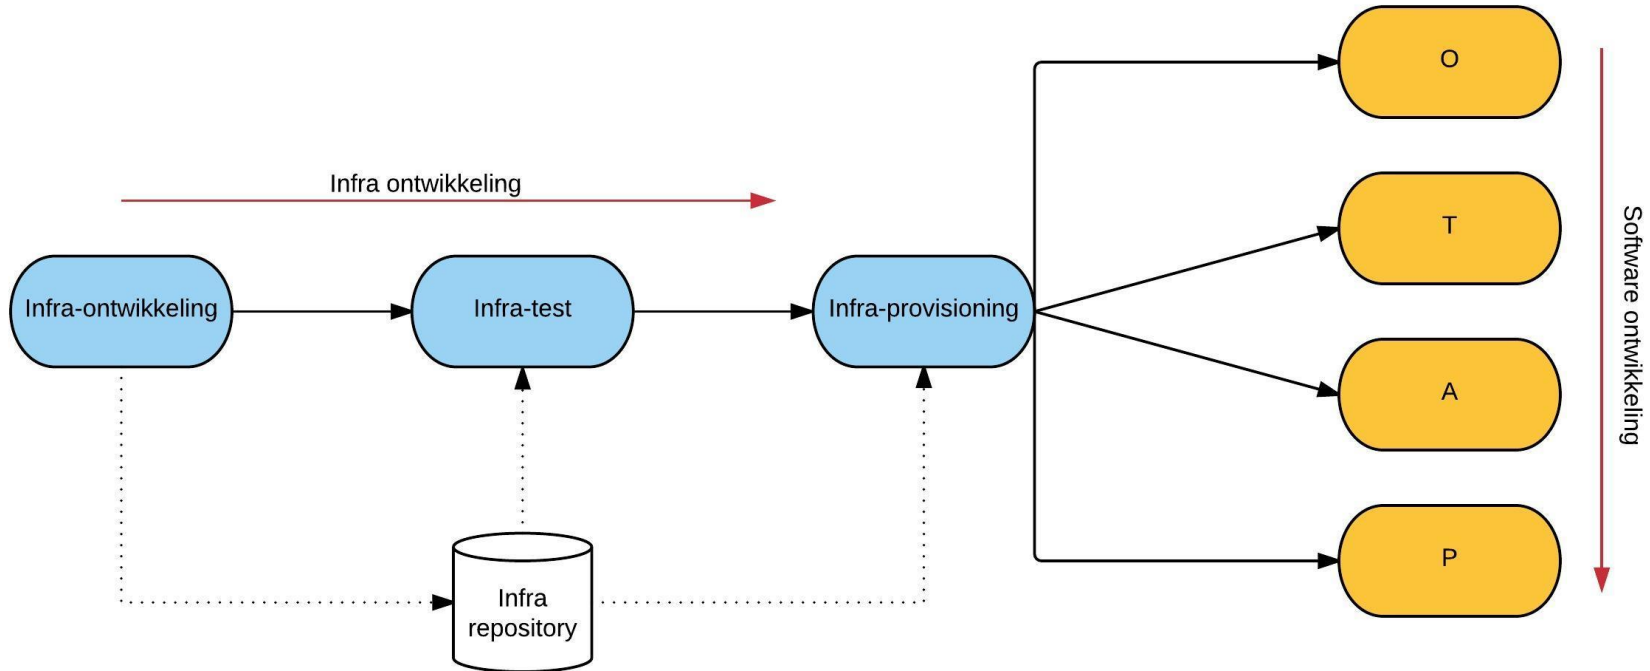 O
Infra ontwikkeling
T
Infra-ontwikkeling
Infra-test
Infra-provisioning
Software ontwikkeling
A
P
Infra
repository